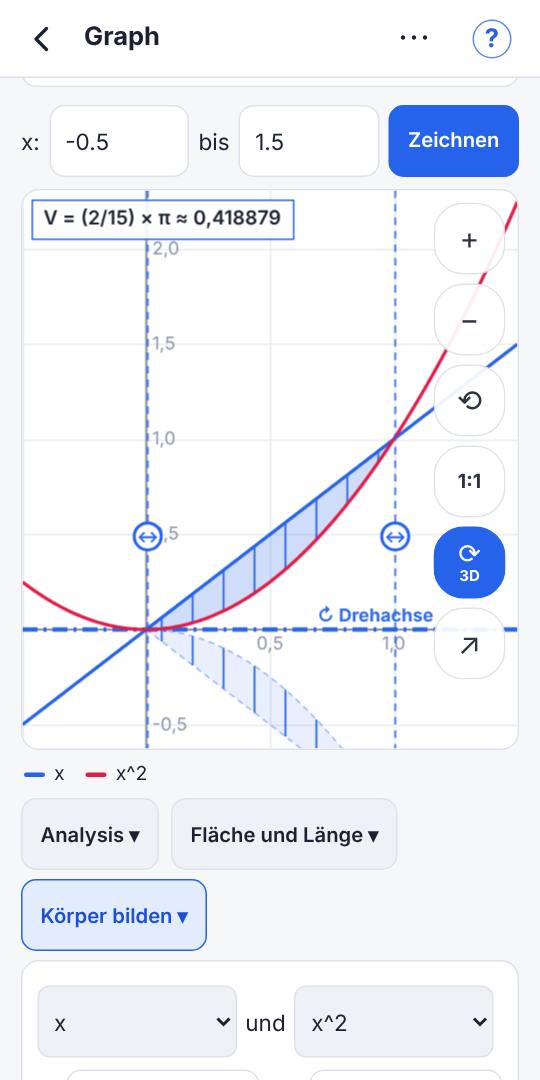 Graph
?
x: -0.5 bis 1.5 Zeichnen
V = (2/15) × π ≈ 0,418879
2,0
1,5
1,0
,5
1:1
3D
Drehachse
0,5 1,0
-0,5
x x^2
Analysis ▾ Fläche und Länge ▾
Körper bilden ▾
x und x^2